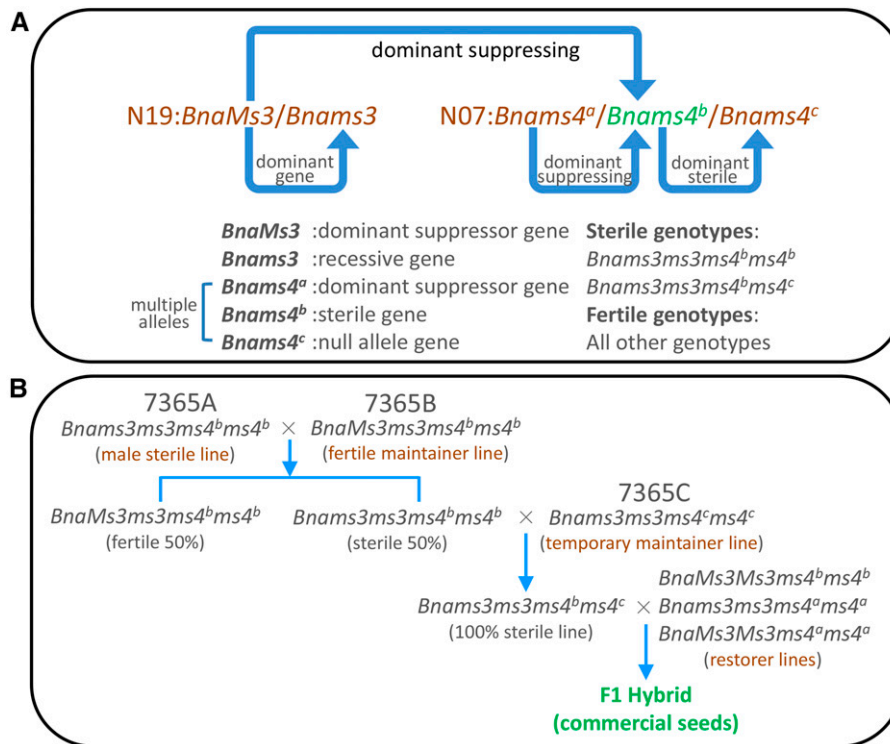 A
dominant suppressing
N19:BnaMs3/Bnams3
N07:Bnams4ᵃ/Bnams4ᵇ/Bnams4ᶜ
dominant
gene
dominant
suppressing
dominant
sterile
BnaMs3 :dominant suppressor gene
Bnams3 :recessive gene
Bnams4ᵃ :dominant suppressor gene
Bnams4ᵇ :sterile gene
Bnams4ᶜ :null allele gene
multiple
alleles
Sterile genotypes:
Bnams3ms3ms4ᵇms4ᵇ
Bnams3ms3ms4ᵇms4ᶜ
Fertile genotypes:
All other genotypes
B
7365A
7365B
Bnams3ms3ms4ᵇms4ᵇ × BnaMs3ms3ms4ᵇms4ᵇ
(male sterile line)
(fertile maintainer line)
7365C
BnaMs3ms3ms4ᵇms4ᵇ
Bnams3ms3ms4ᵇms4ᵇ × Bnams3ms3ms4ᶜms4ᶜ
(fertile 50%)
(sterile 50%)
(temporary maintainer line)
BnaMs3Ms3ms4ᵇms4ᵇ
Bnams3ms3ms4ᵇms4ᶜ × Bnams3ms3ms4ᵃms4ᵃ
(100% sterile line)
BnaMs3Ms3ms4ᵃms4ᵃ
(restorer lines)
F1 Hybrid
(commercial seeds)